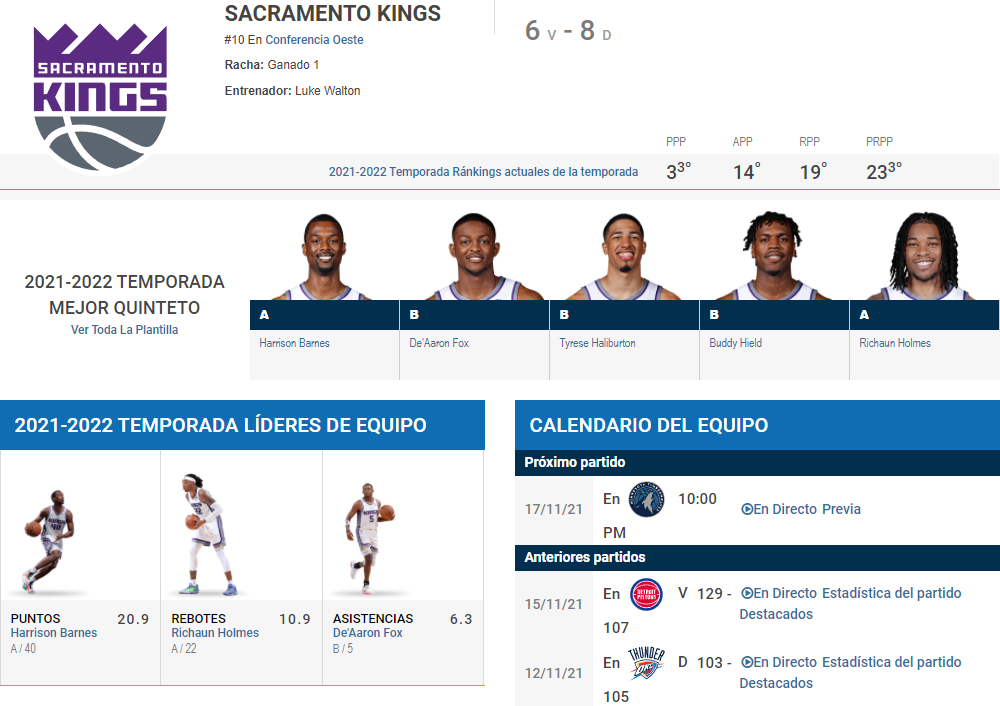 SACRAMENTO
KINGS
SACRAMENTO KINGS
#10 En Conferencia Oeste
Racha: Ganado 1
Entrenador: Luke Walton
6 V - 8 D
PPP APP RPP PRPP
2021-2022 Temporada Ránkings actuales de la temporada 33° 14° 19° 233°
2021-2022 TEMPORADA
MEJOR QUINTETO
Ver Toda La Plantilla
A B B B A
Harrison Barnes De'Aaron Fox Tyrese Haliburton Buddy Hield Richaun Holmes
2021-2022 TEMPORADA LÍDERES DE EQUIPO
PUNTOS 20.9
Harrison Barnes
A / 40
REBOTES 10.9
Richaun Holmes
A / 22
ASISTENCIAS 6.3
De'Aaron Fox
B / 5
CALENDARIO DEL EQUIPO
Próximo partido
17/11/21 En 10:00 PM En Directo Previa
Anteriores partidos
15/11/21 En DETROIT PISTONS V 129 - 107 En Directo Estadística del partido
Destacados
12/11/21 En THUNDER OKC D 103 - 105 En Directo Estadística del partido
Destacados